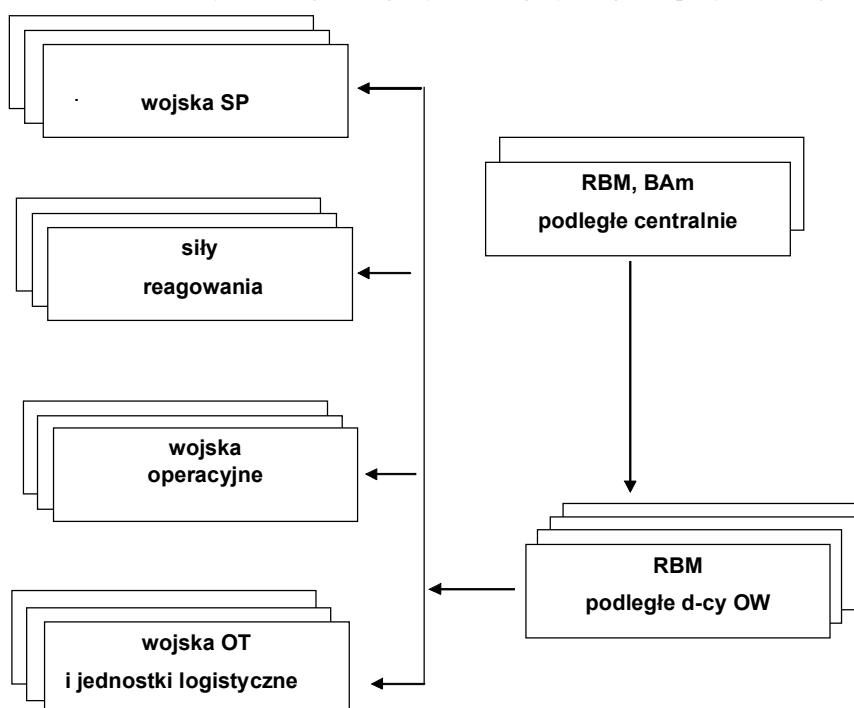 wojska SP
RBM, BAm
podległe centralnie
siły
reagowania
wojska
operacyjne
RBM
podległe d-cy OW
wojska OT
i jednostki logistyczne